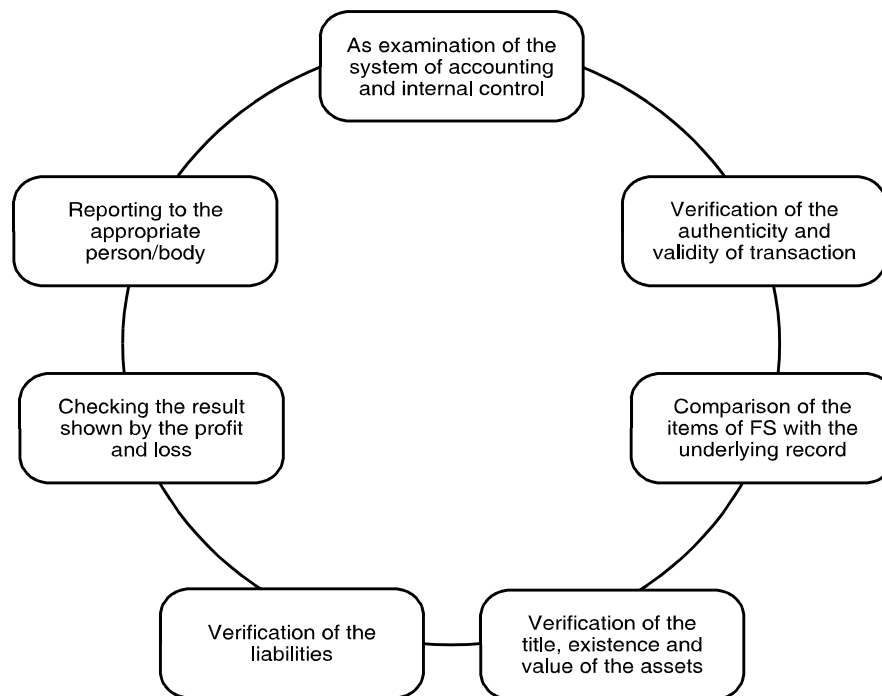 As examination of the
system of accounting
and internal control
Verification of the
authenticity and
validity of transaction
Comparison of the
items of FS with the
underlying record
Verification of the
title, existence and
value of the assets
Verification of the
liabilities
Checking the result
shown by the profit
and loss
Reporting to the
appropriate
person/body